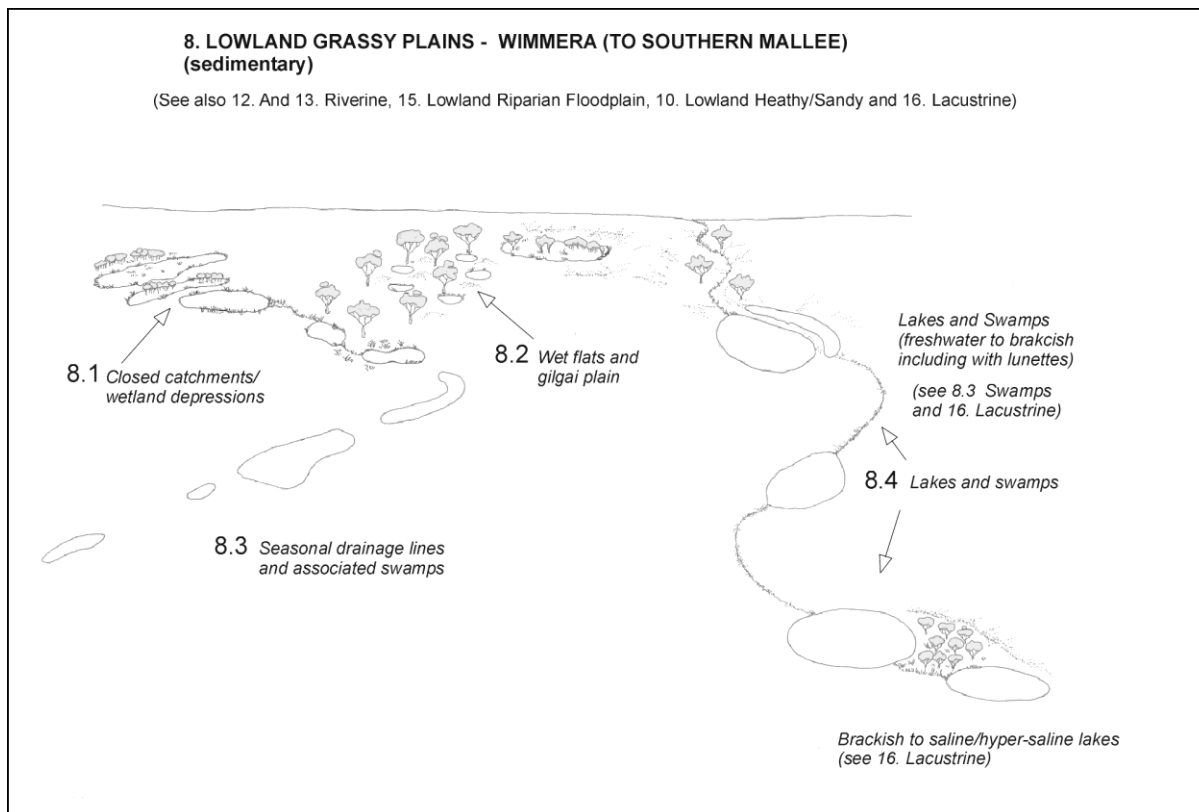 8. LOWLAND GRASSY PLAINS - WIMMERA (TO SOUTHERN MALLEE)
(sedimentary)
(See also 12. And 13. Riverine, 15. Lowland Riparian Floodplain, 10. Lowland Heathy/Sandy and 16. Lacustrine)
8.1 Closed catchments/
wetland depressions
8.2 Wet flats and
gilgai plain
Lakes and Swamps
(freshwater to brakcish
including with lunettes)
(see 8.3 Swamps
and 16. Lacustrine)
8.4 Lakes and swamps
8.3 Seasonal drainage lines
and associated swamps
Brackish to saline/hyper-saline lakes
(see 16. Lacustrine)